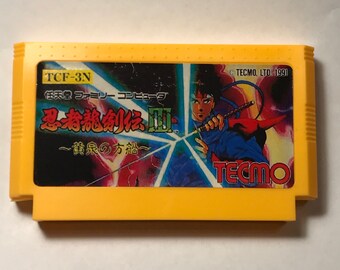 TCF-3N
©TECMO, LTD. 1991
任天堂 ファミリー コンピュータ
忍者龍剣伝III
～黄泉の方船～
TECMO